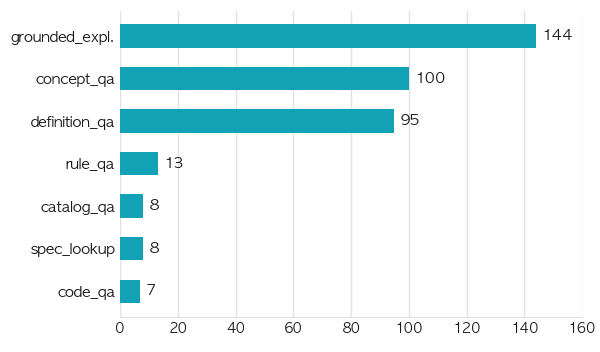 grounded_expl. 144
concept_qa 100
definition_qa 95
rule_qa 13
catalog_qa 8
spec_lookup 8
code_qa 7
0 20 40 60 80 100 120 140 160